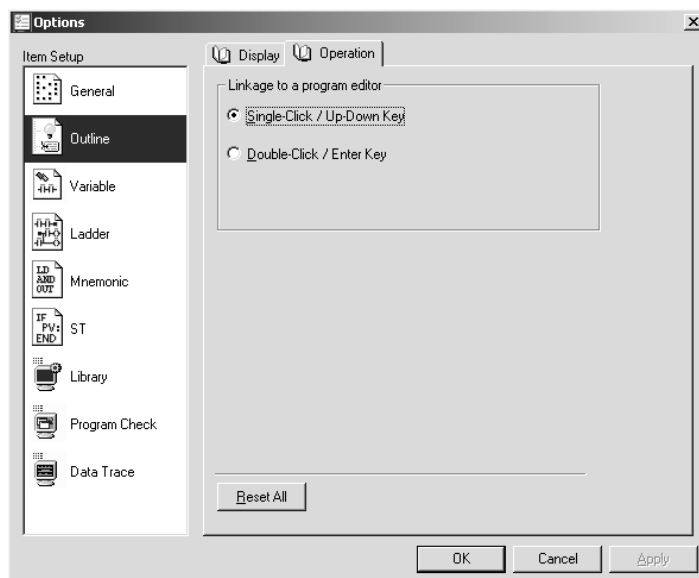 Options
Item Setup
General
Outline
Variable
Ladder
LD
AND
OUT
Mnemonic
IF
PV:
END
ST
Library
Program Check
Data Trace
Display
Operation
Linkage to a program editor
Single-Click / Up-Down Key
Double-Click / Enter Key
Reset All
OK
Cancel
Apply